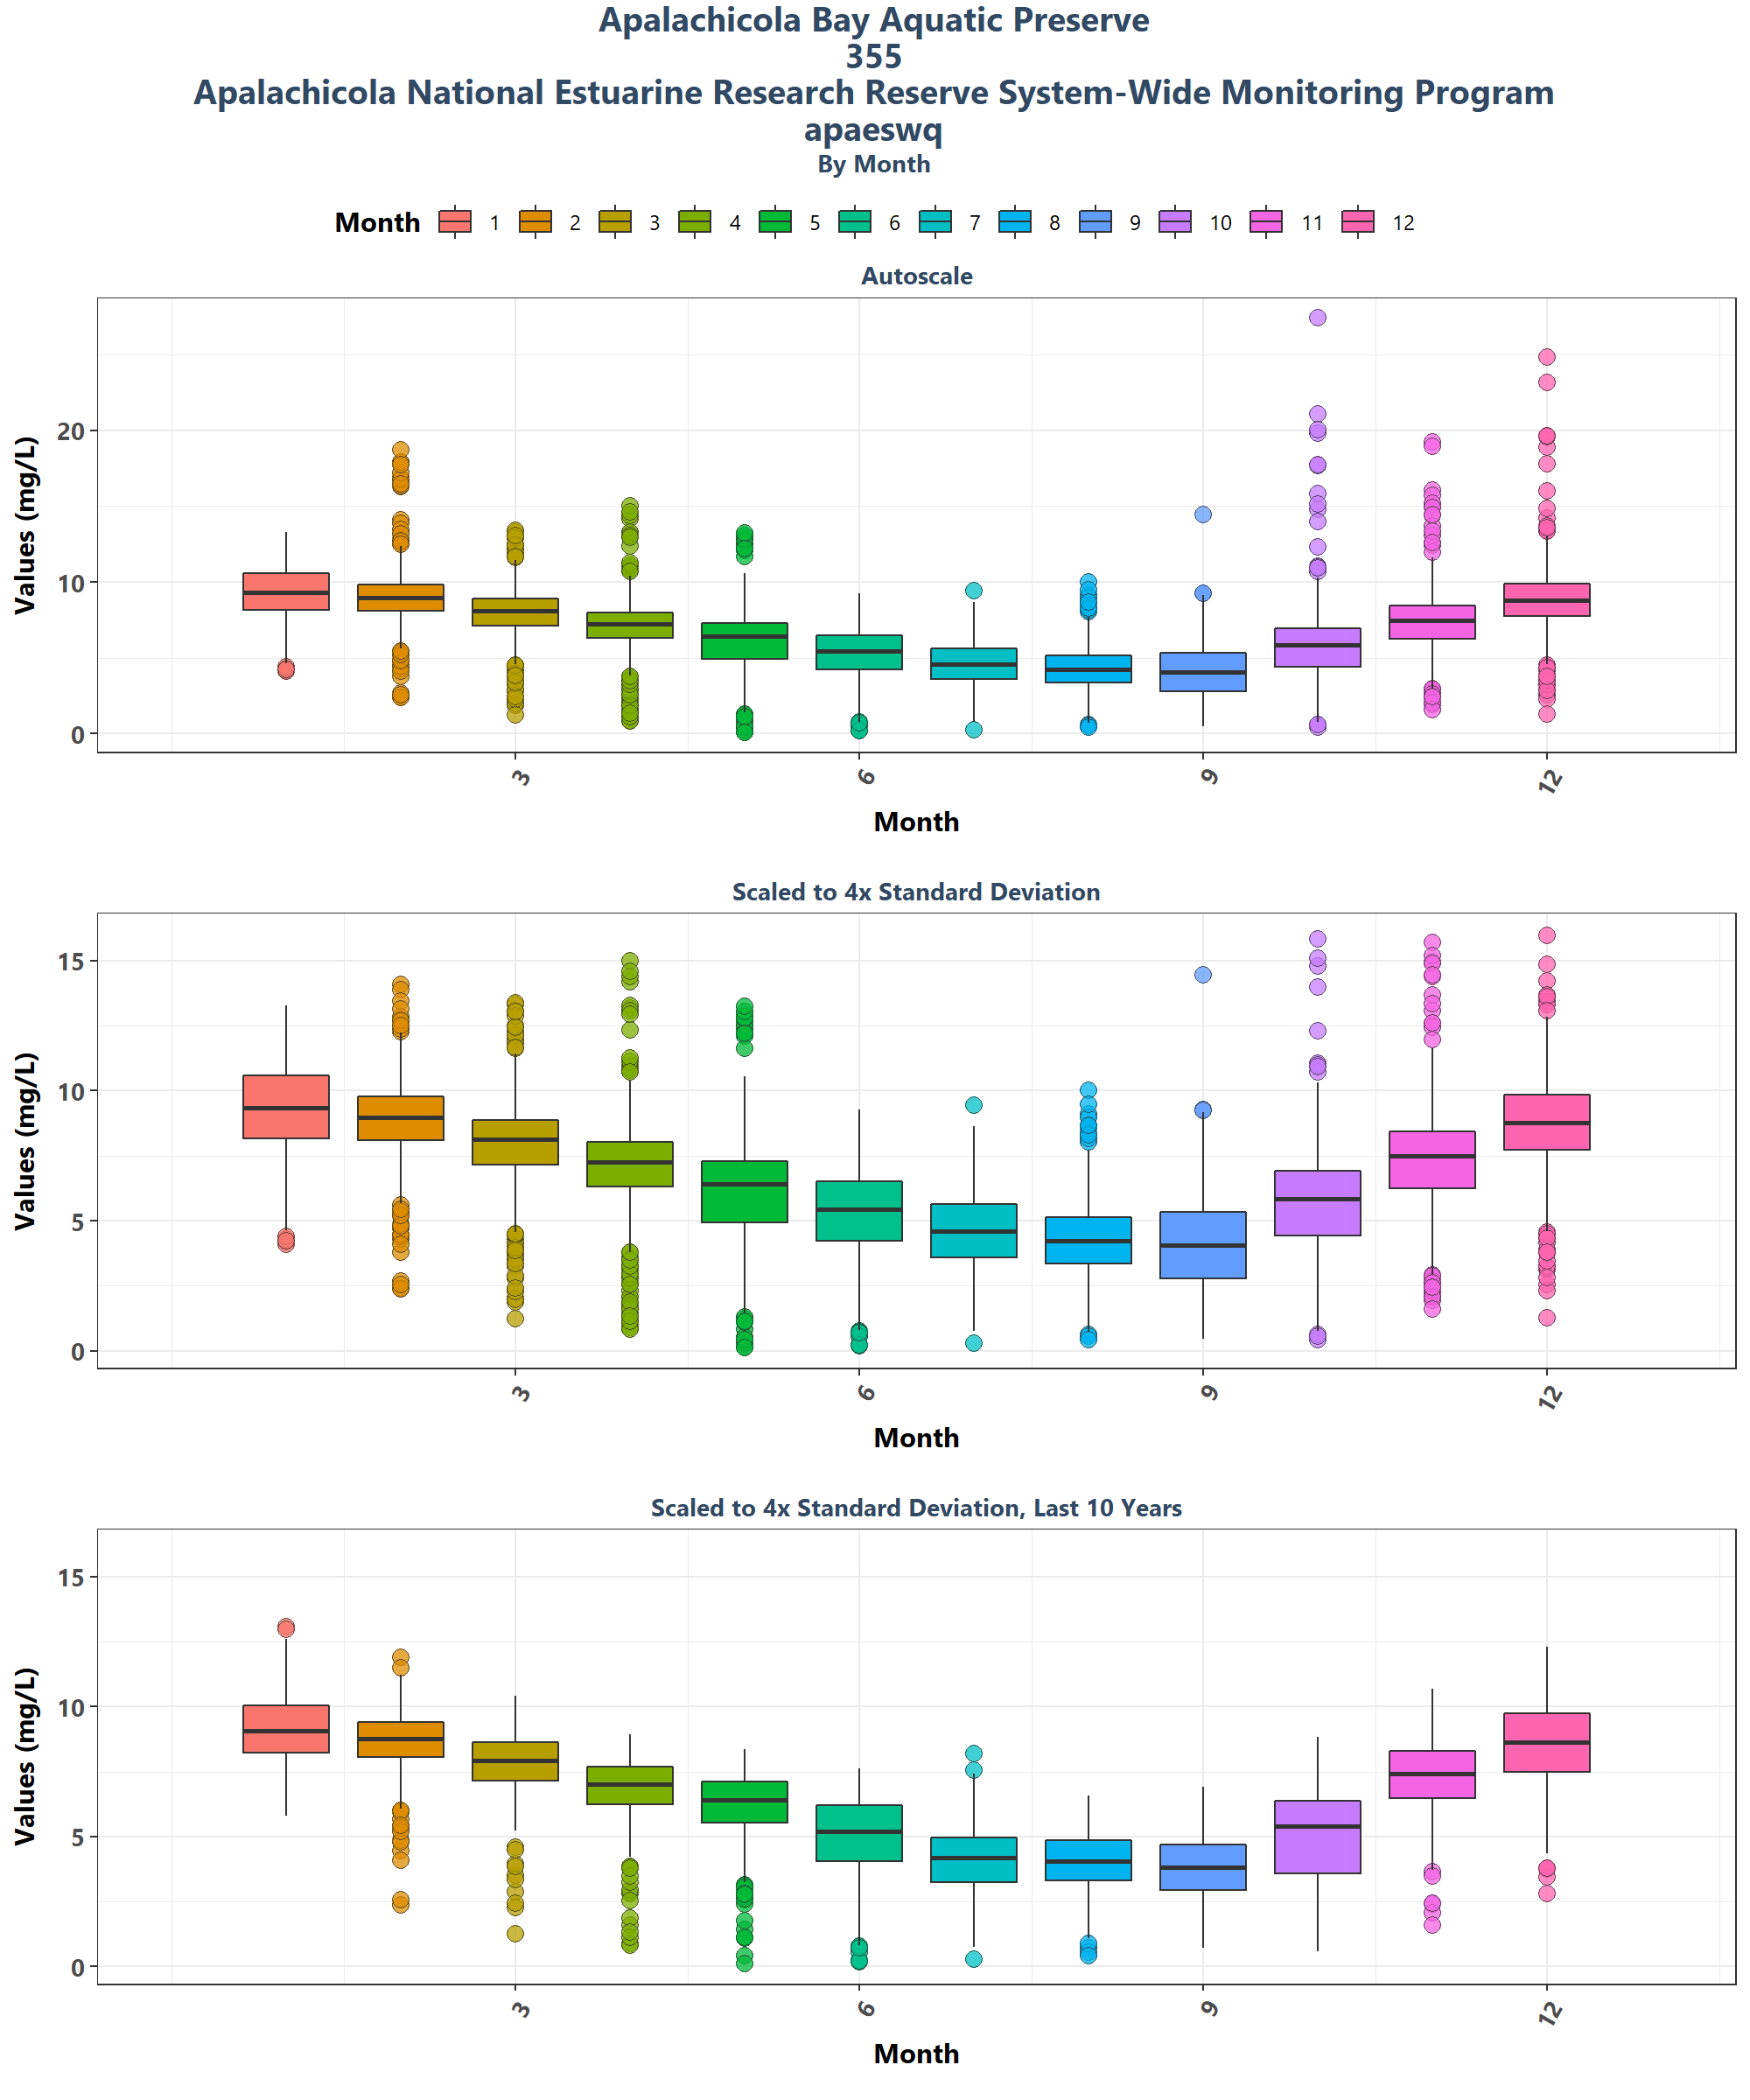 Apalachicola Bay Aquatic Preserve
355
Apalachicola National Estuarine Research Reserve System-Wide Monitoring Program
apaeswq
By Month
Month 1 2 3 4 5 6 7 8 9 10 11 12
Autoscale
Values (mg/L)
20
10
0
3 6 9 12
Month
Scaled to 4x Standard Deviation
Values (mg/L)
15
10
5
0
3 6 9 12
Month
Scaled to 4x Standard Deviation, Last 10 Years
Values (mg/L)
15
10
5
0
3 6 9 12
Month